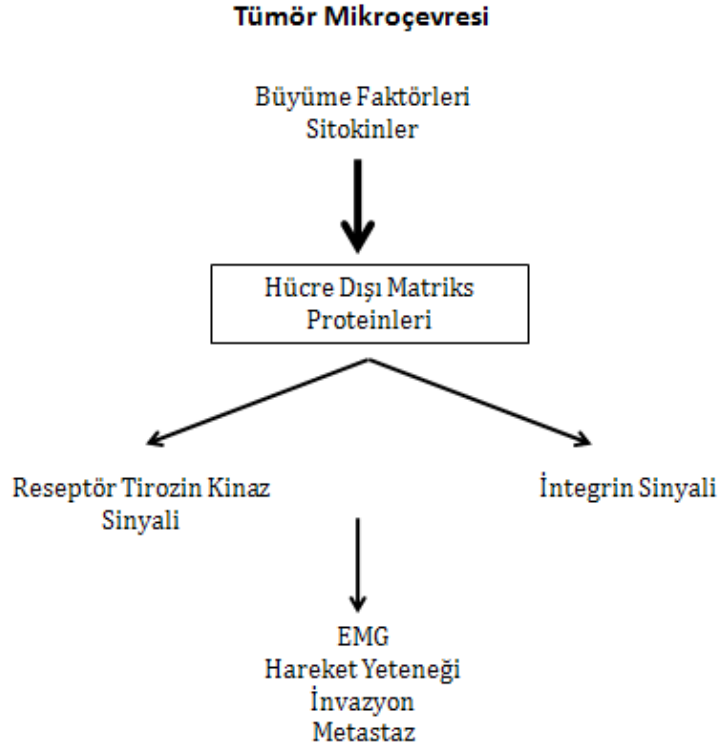 Tümör Mikroçevresi
Büyüme Faktörleri
Sitokinler
Hücre Dışı Matriks
Proteinleri
Reseptör Tirozin Kinaz
Sinyali
İntegrin Sinyali
EMG
Hareket Yeteneği
İnvazyon
Metastaz